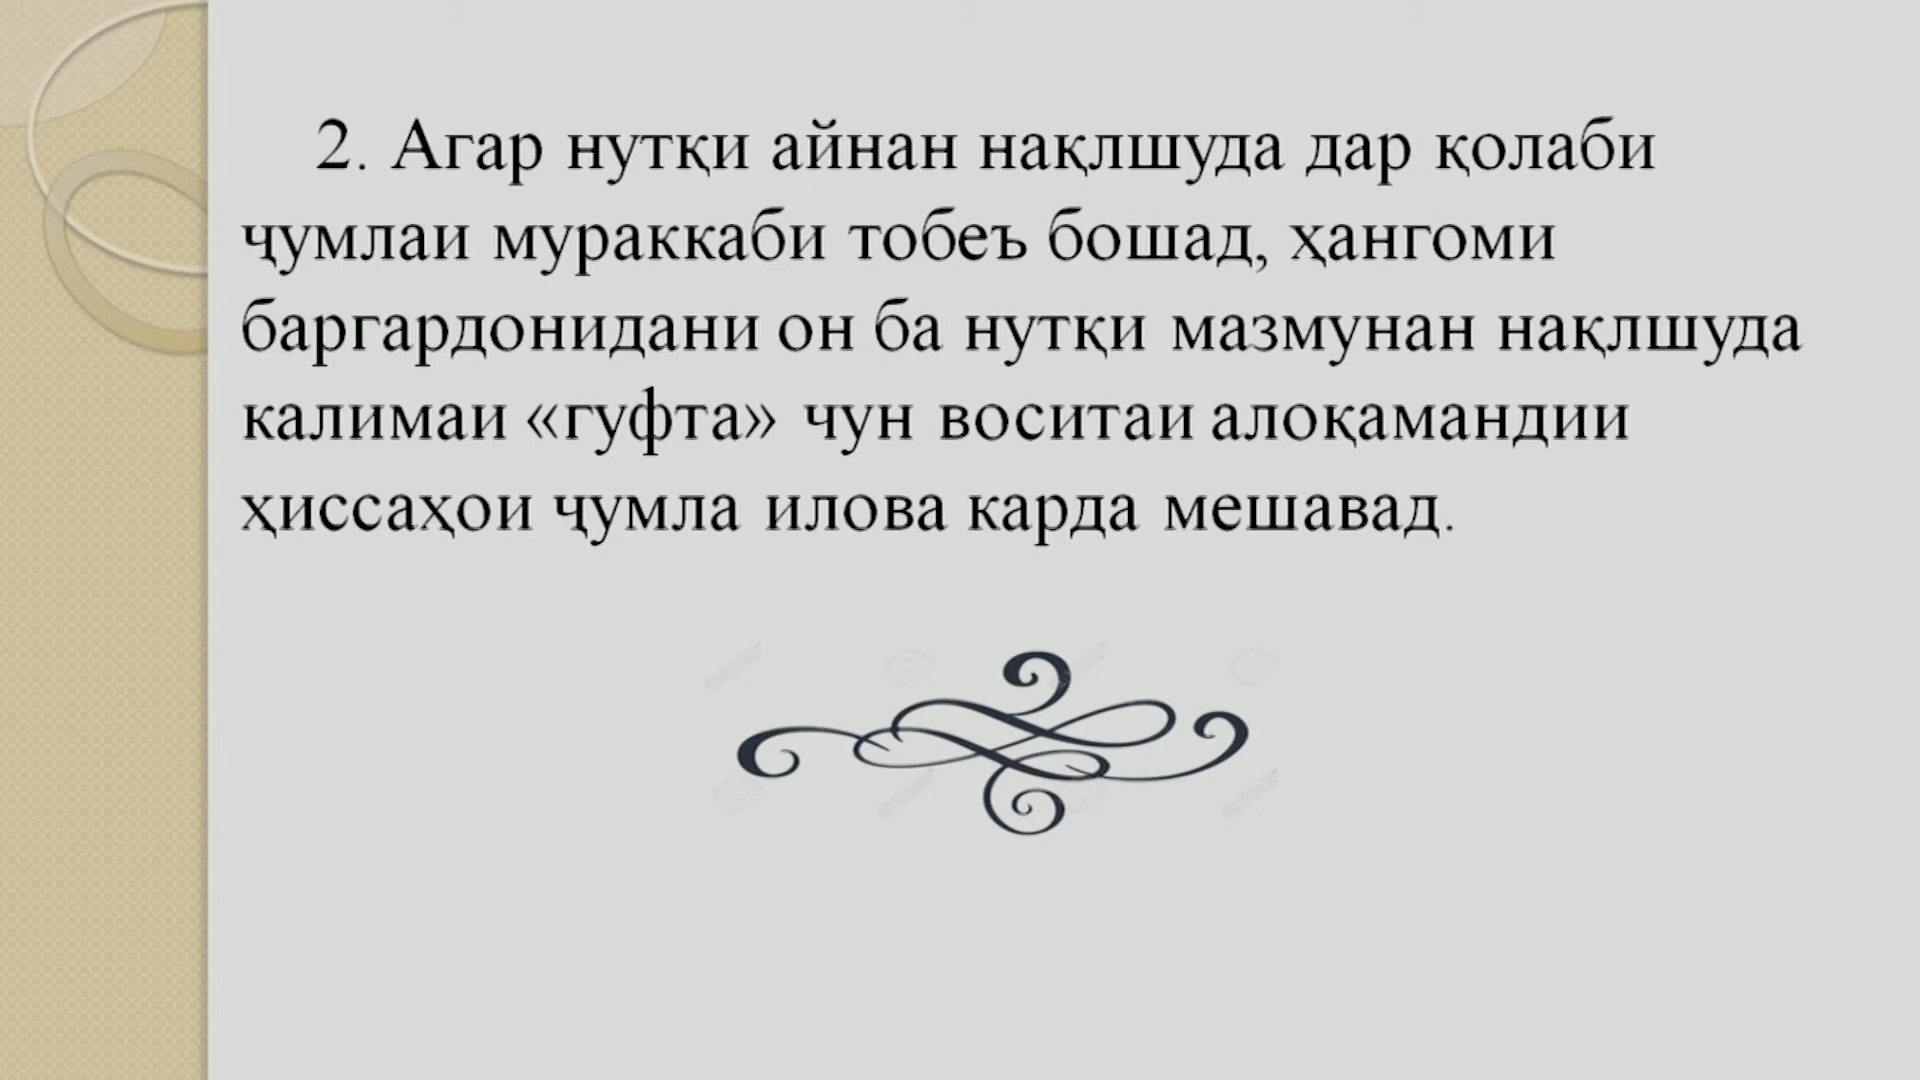 2. Агар нутқи айнан нақлшуда дар қолаби
ҷумлаи мураккаби тобеъ бошад, ҳангоми
баргардонидани он ба нутқи мазмунан нақлшуда
калимаи «гуфта» чун воситаи алоқамандии
ҳиссаҳои ҷумла илова карда мешавад.